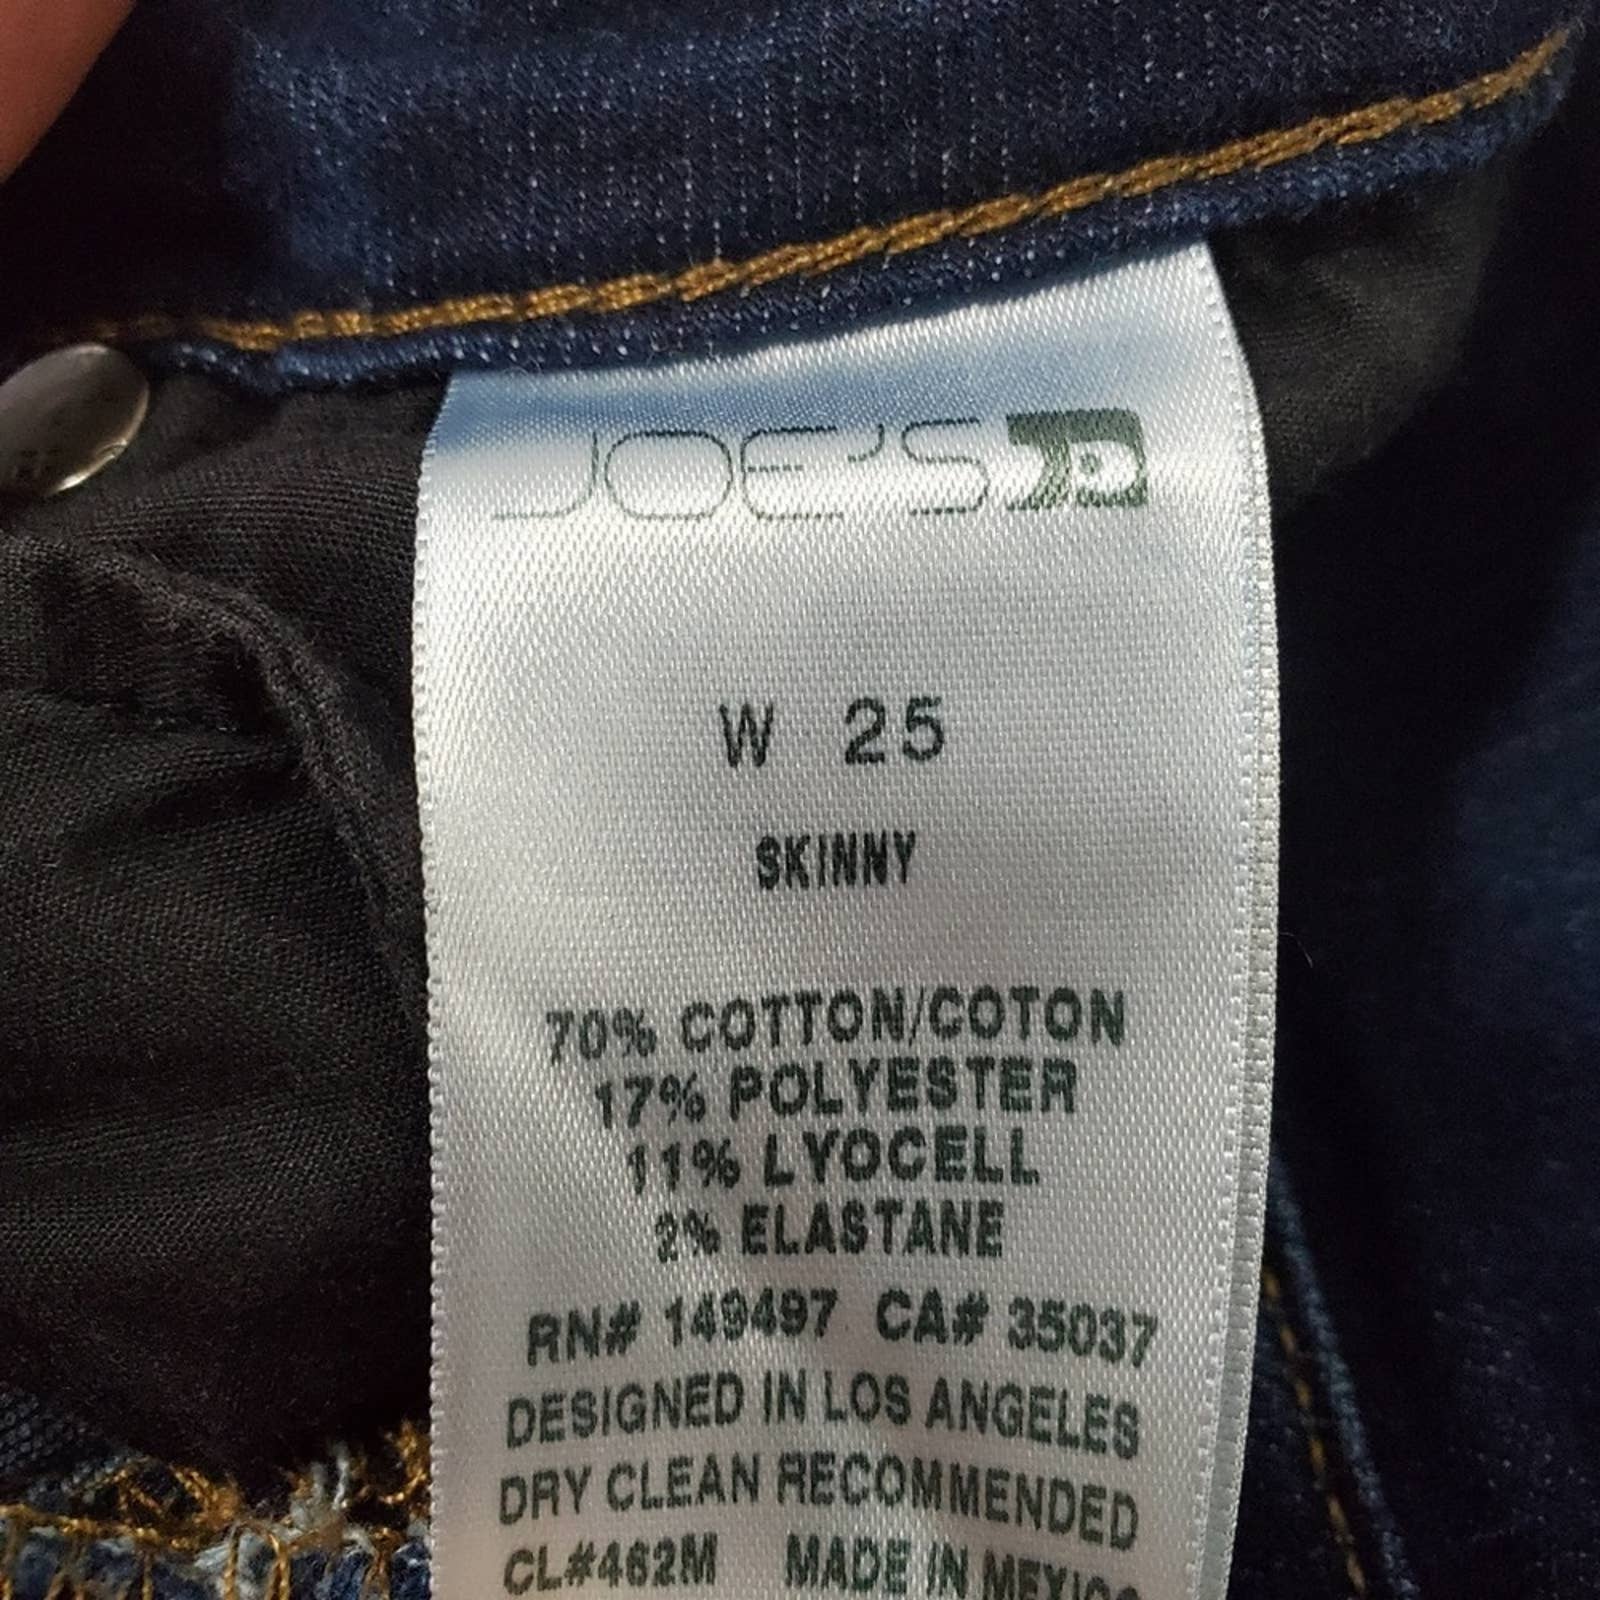 JOE'S
W 25
SKINNY
70% COTTON/COTON
17% POLYESTER
11% LYOCELL
2% ELASTANE
RN# 149497 CA# 35037
DESIGNED IN LOS ANGELES
DRY CLEAN RECOMMENDED
CL#462M MADE IN MEXICO